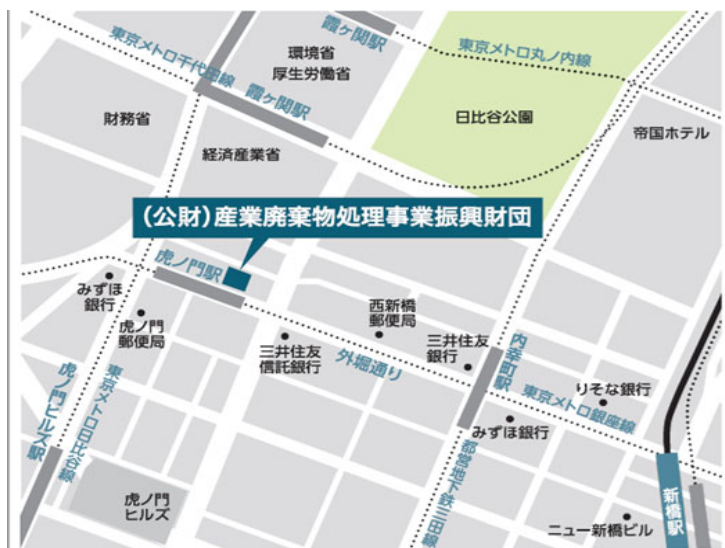 霞ケ関駅
東京メトロ丸ノ内線
環境省
厚生労働省
東京メトロ千代田線
霞ケ関駅
財務省
日比谷公園
帝国ホテル
経済産業省
(公財)産業廃棄物処理事業振興財団
虎ノ門駅
みずほ
銀行
虎ノ門
郵便局
西新橋
郵便局
三井住友
信託銀行
外堀通り
三井住友
銀行
内幸町駅
りそな銀行
東京メトロ銀座線
みずほ銀行
虎ノ門ヒルズ駅
東京メトロ日比谷線
都営地下鉄三田線
虎ノ門
ヒルズ
新橋駅
ニュー新橋ビル